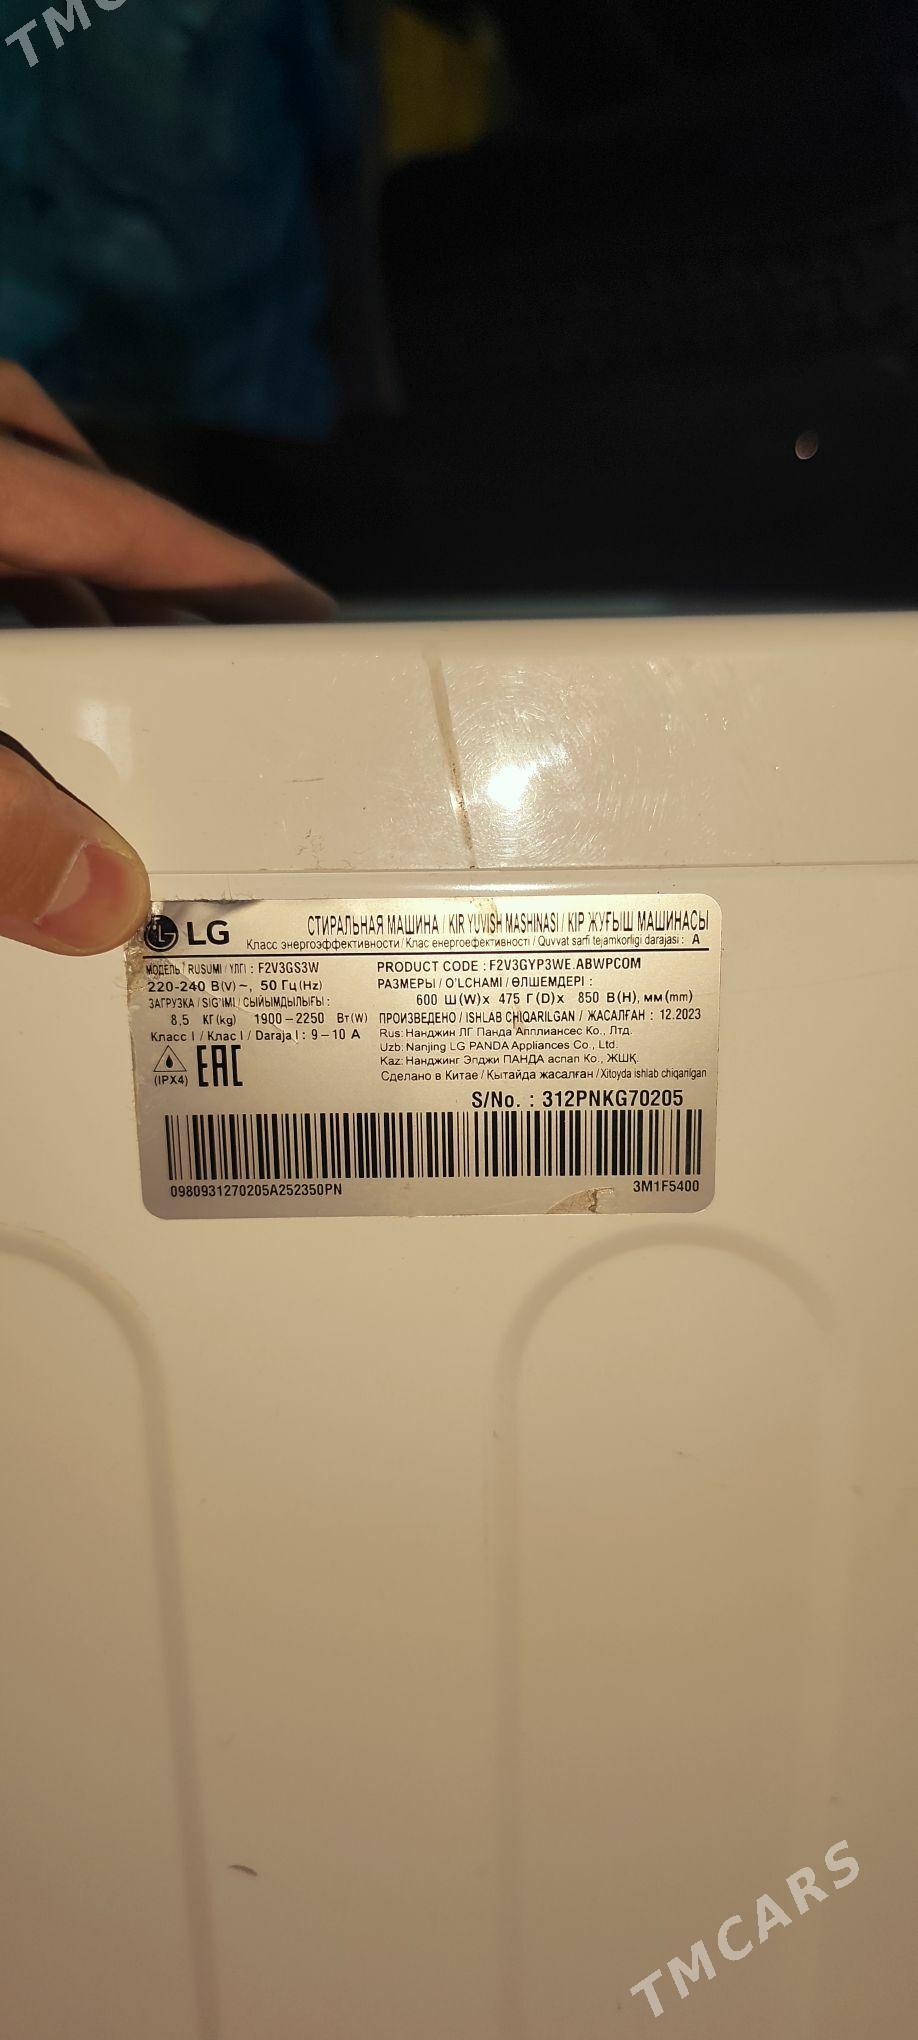 TMC
LG
СТИРАЛЬНАЯ МАШИНА / KIR YUVISH MASHINASI / КІР ЖУҒЫШ МАШИНАСЫ
Класс энергоэффективности / Клас енергоефективності / Quvvat sarfi tejamkorligi darajasi : A
МОДЕЛЬ / RUSUMI / ҮЛГІ : F2V3GS3W
220-240 В(V) ~, 50 Гц(Hz)
ЗАГРУЗКА / SIG'IMI / СЫЙЫМДЫЛЫҒЫ :
8,5 КГ(kg) 1900-2250 Вт(W)
Класс I / Клас I / Daraja I : 9-10 A
(IPX4) EAC
PRODUCT CODE : F2V3GYP3WE.ABWPCOM
РАЗМЕРЫ / O'LCHAMI / ӨЛШЕМДЕРІ :
600 Ш(W)x 475 Г(D)x 850 В(H), мм(mm)
ПРОИЗВЕДЕНО / ISHLAB CHIQARILGAN / ЖАСАЛҒАН : 12.2023
Rus: Нанджин ЛГ Панда Апплиансес Ко., Лтд.
Uzb: Nanjing LG PANDA Appliances Co., Ltd.
Kaz: Нанджинг Элджи ПАНДА аспап Ко., ЖШҚ.
Сделано в Китае / Қытайда жасалған / Xitoyda ishlab chiqarilgan
S/No. : 312PNKG70205
0980931270205A252350PN 3M1F5400
TMCARS